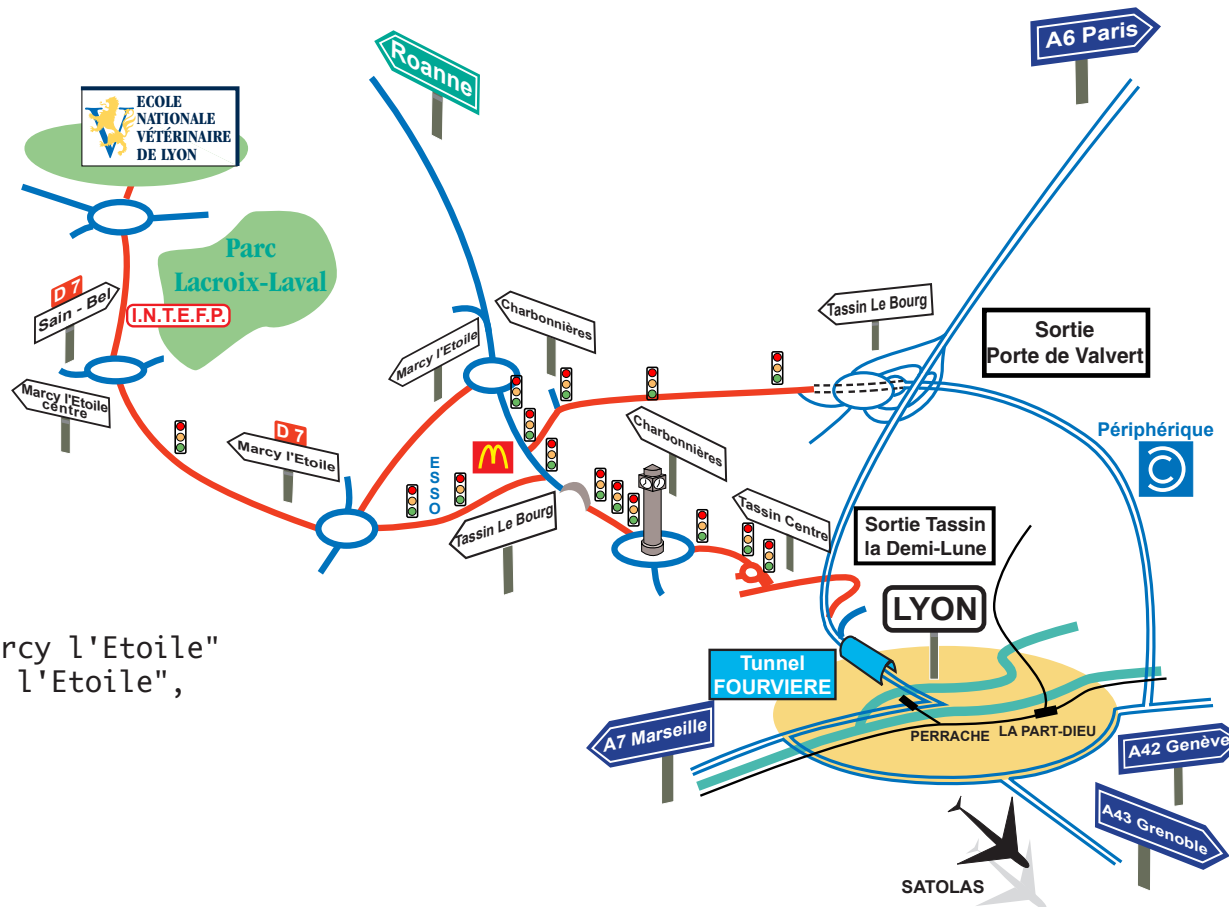 A6 Paris
Roanne
ECOLE
NATIONALE
VÉTÉRINAIRE
DE LYON
V
Parc
Lacroix-Laval
D 7
Sain - Bel
I.N.T.E.F.P.
Charbonnières
Tassin Le Bourg
Sortie
Porte de Valvert
Marcy l'Etoile
Marcy l'Etoile
centre
D 7
Marcy l'Etoile
Charbonnières
Périphérique
ESSO
M
Tassin Le Bourg
Tassin Centre
Sortie Tassin
la Demi-Lune
LYON
rcy l'Etoile"
l'Etoile",
Tunnel
FOURVIERE
A7 Marseille
PERRACHE
LA PART-DIEU
A42 Genève
A43 Grenoble
SATOLAS